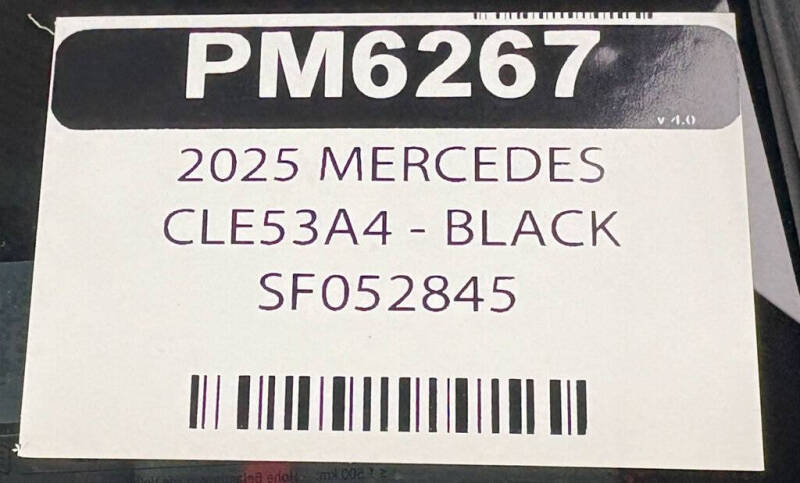 PM6267
v 4.0
2025 MERCEDES
CLE53A4 - BLACK
SF052845